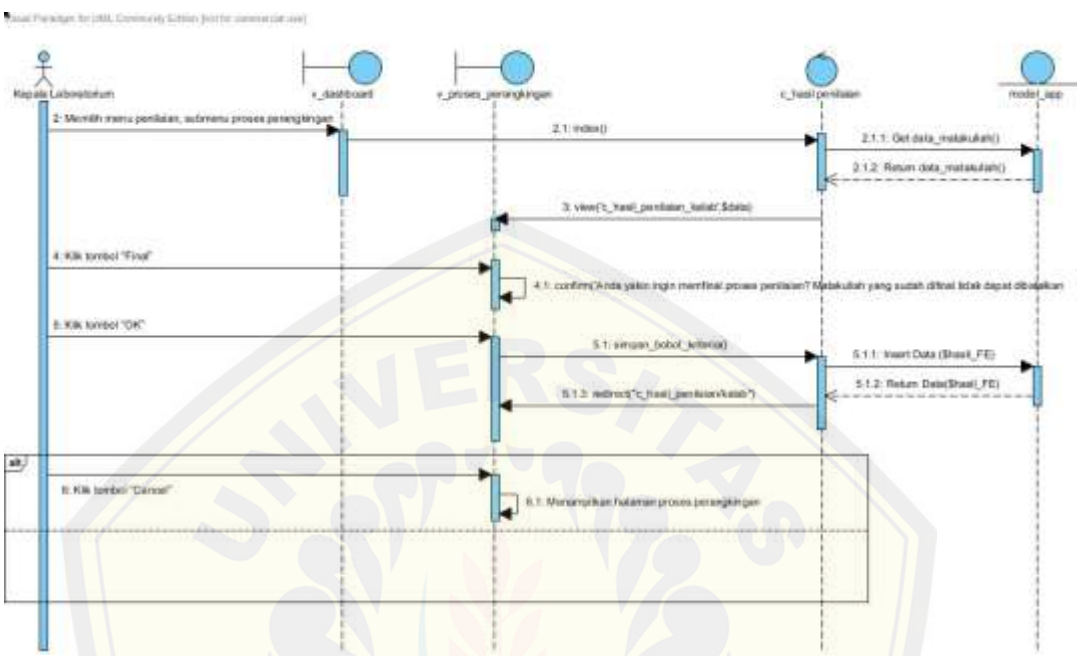 Visual Paradigm for UML Community Edition [not for commercial use]
Kepala Laboratorium
v_dashboard
v_proses_perangkingan
c_hasil penilaian
model_app
2: Memilih menu penilaian, submenu proses perangkingan
2.1: index()
2.1.1: Get data_matakuliah()
2.1.2: Return data_matakuliah()
3: view('c_hasil_penilaian_kalab',$data)
4: Klik tombol "Final"
4.1: confirm('Anda yakin ingin memfinal proses penilaian? Matakuliah yang sudah difinal tidak dapat dibatalkan
5: Klik tombol "OK"
5.1: simpan_bobot_kriteria()
5.1.1: Insert Data ($hasil_FE)
5.1.2: Return Data($hasil_FE)
5.1.3: redirect("c_hasil_penilaian/kalab")
alt
6: Klik tombol "Cancel"
6.1: Menampilkan halaman proses perangkingan
UNIVERSITAS